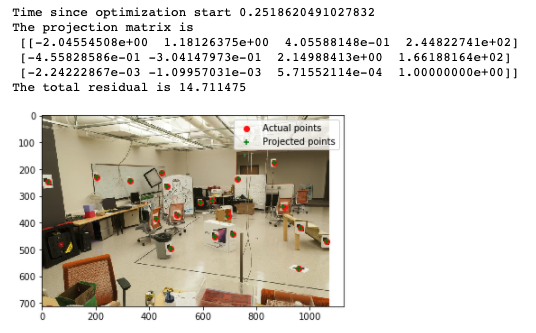 Time since optimization start 0.2518620491027832
The projection matrix is
[[-2.04554508e+00 1.18126375e+00 4.05588148e-01 2.44822741e+02]
[-4.55828586e-01 -3.04147973e-01 2.14988413e+00 1.66188164e+02]
[-2.24222867e-03 -1.09957031e-03 5.71552114e-04 1.00000000e+00]]
The total residual is 14.711475
Actual points
Projected points
0
100
200
300
400
500
600
700
0 200 400 600 800 1000